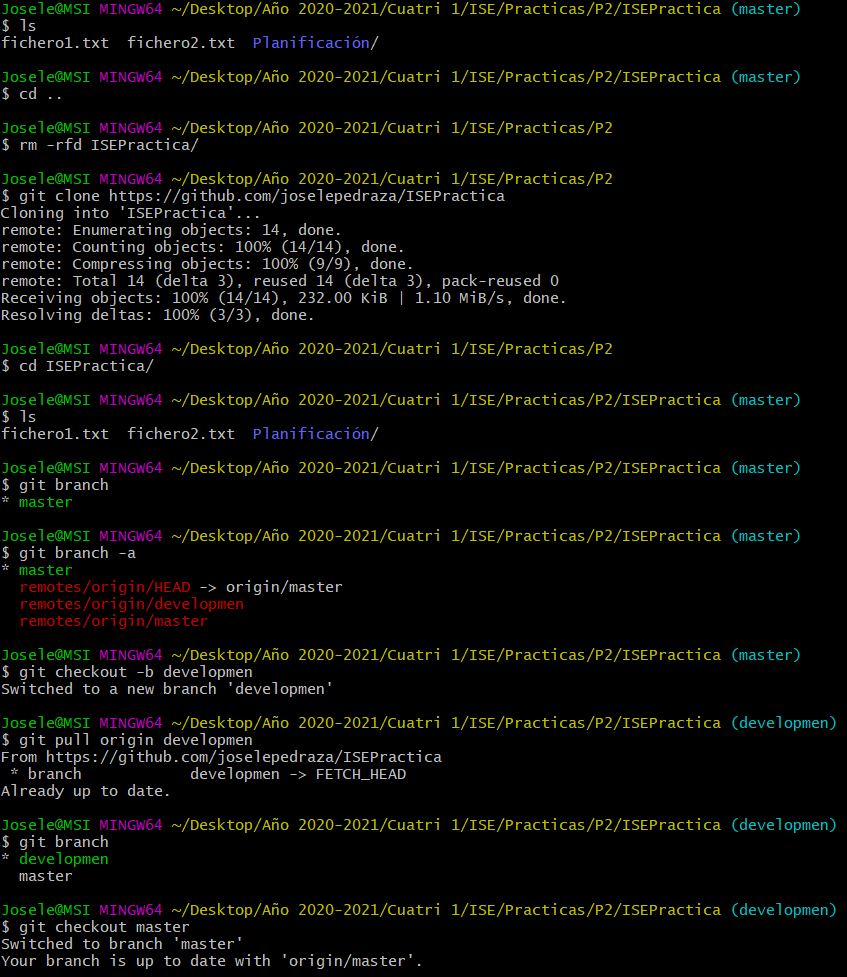 Josele@MSI MINGW64 ~/Desktop/Año 2020-2021/Cuatri 1/ISE/Practicas/P2/ISEPractica (master)
$ ls
fichero1.txt  fichero2.txt  Planificación/

Josele@MSI MINGW64 ~/Desktop/Año 2020-2021/Cuatri 1/ISE/Practicas/P2/ISEPractica (master)
$ cd ..

Josele@MSI MINGW64 ~/Desktop/Año 2020-2021/Cuatri 1/ISE/Practicas/P2
$ rm -rfd ISEPractica/

Josele@MSI MINGW64 ~/Desktop/Año 2020-2021/Cuatri 1/ISE/Practicas/P2
$ git clone https://github.com/joselepedraza/ISEPractica
Cloning into 'ISEPractica'...
remote: Enumerating objects: 14, done.
remote: Counting objects: 100% (14/14), done.
remote: Compressing objects: 100% (9/9), done.
remote: Total 14 (delta 3), reused 14 (delta 3), pack-reused 0
Receiving objects: 100% (14/14), 232.00 KiB | 1.10 MiB/s, done.
Resolving deltas: 100% (3/3), done.

Josele@MSI MINGW64 ~/Desktop/Año 2020-2021/Cuatri 1/ISE/Practicas/P2
$ cd ISEPractica/

Josele@MSI MINGW64 ~/Desktop/Año 2020-2021/Cuatri 1/ISE/Practicas/P2/ISEPractica (master)
$ ls
fichero1.txt  fichero2.txt  Planificación/

Josele@MSI MINGW64 ~/Desktop/Año 2020-2021/Cuatri 1/ISE/Practicas/P2/ISEPractica (master)
$ git branch
* master

Josele@MSI MINGW64 ~/Desktop/Año 2020-2021/Cuatri 1/ISE/Practicas/P2/ISEPractica (master)
$ git branch -a
* master
  remotes/origin/HEAD -> origin/master
  remotes/origin/developmen
  remotes/origin/master

Josele@MSI MINGW64 ~/Desktop/Año 2020-2021/Cuatri 1/ISE/Practicas/P2/ISEPractica (master)
$ git checkout -b developmen
Switched to a new branch 'developmen'

Josele@MSI MINGW64 ~/Desktop/Año 2020-2021/Cuatri 1/ISE/Practicas/P2/ISEPractica (developmen)
$ git pull origin developmen
From https://github.com/joselepedraza/ISEPractica
 * branch            developmen -> FETCH_HEAD
Already up to date.

Josele@MSI MINGW64 ~/Desktop/Año 2020-2021/Cuatri 1/ISE/Practicas/P2/ISEPractica (developmen)
$ git branch
* developmen
  master

Josele@MSI MINGW64 ~/Desktop/Año 2020-2021/Cuatri 1/ISE/Practicas/P2/ISEPractica (developmen)
$ git checkout master
Switched to branch 'master'
Your branch is up to date with 'origin/master'.